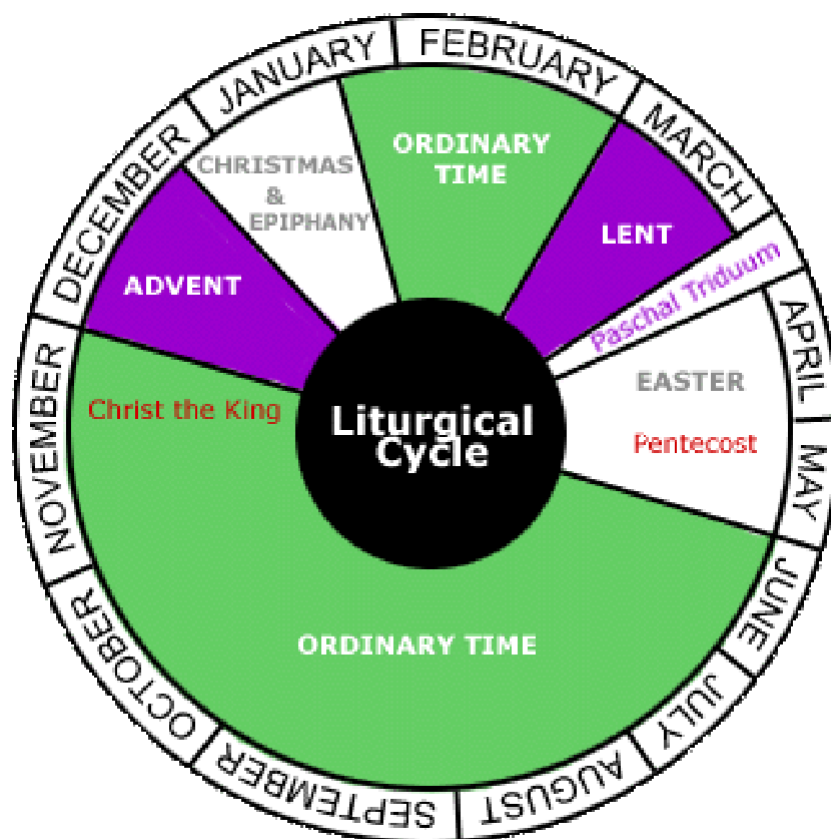 JANUARY
FEBRUARY
MARCH
APRIL
MAY
JUNE
JULY
AUGUST
SEPTEMBER
OCTOBER
NOVEMBER
DECEMBER
CHRISTMAS
&
EPIPHANY
ORDINARY
TIME
LENT
Paschal Triduum
EASTER
Pentecost
ORDINARY TIME
Christ the King
ADVENT
Liturgical
Cycle